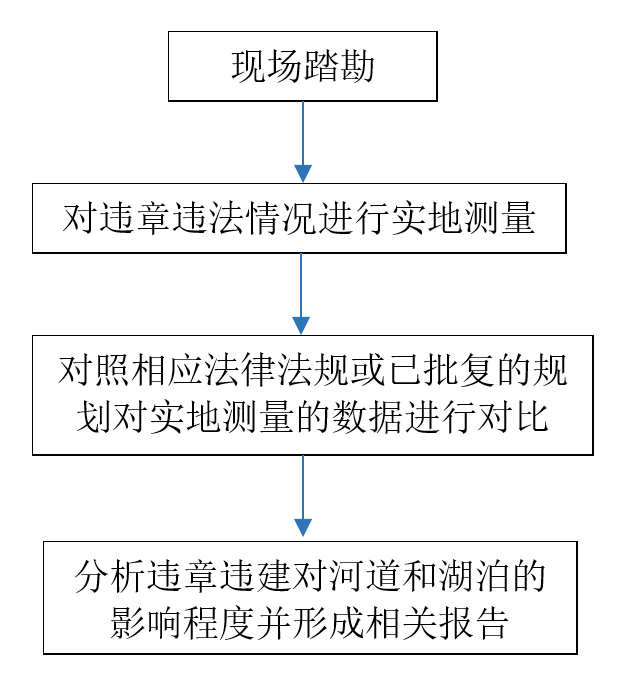 现场踏勘
对违章违法情况进行实地测量
对照相应法律法规或已批复的规
划对实地测量的数据进行对比
分析违章违建对河道和湖泊的
影响程度并形成相关报告